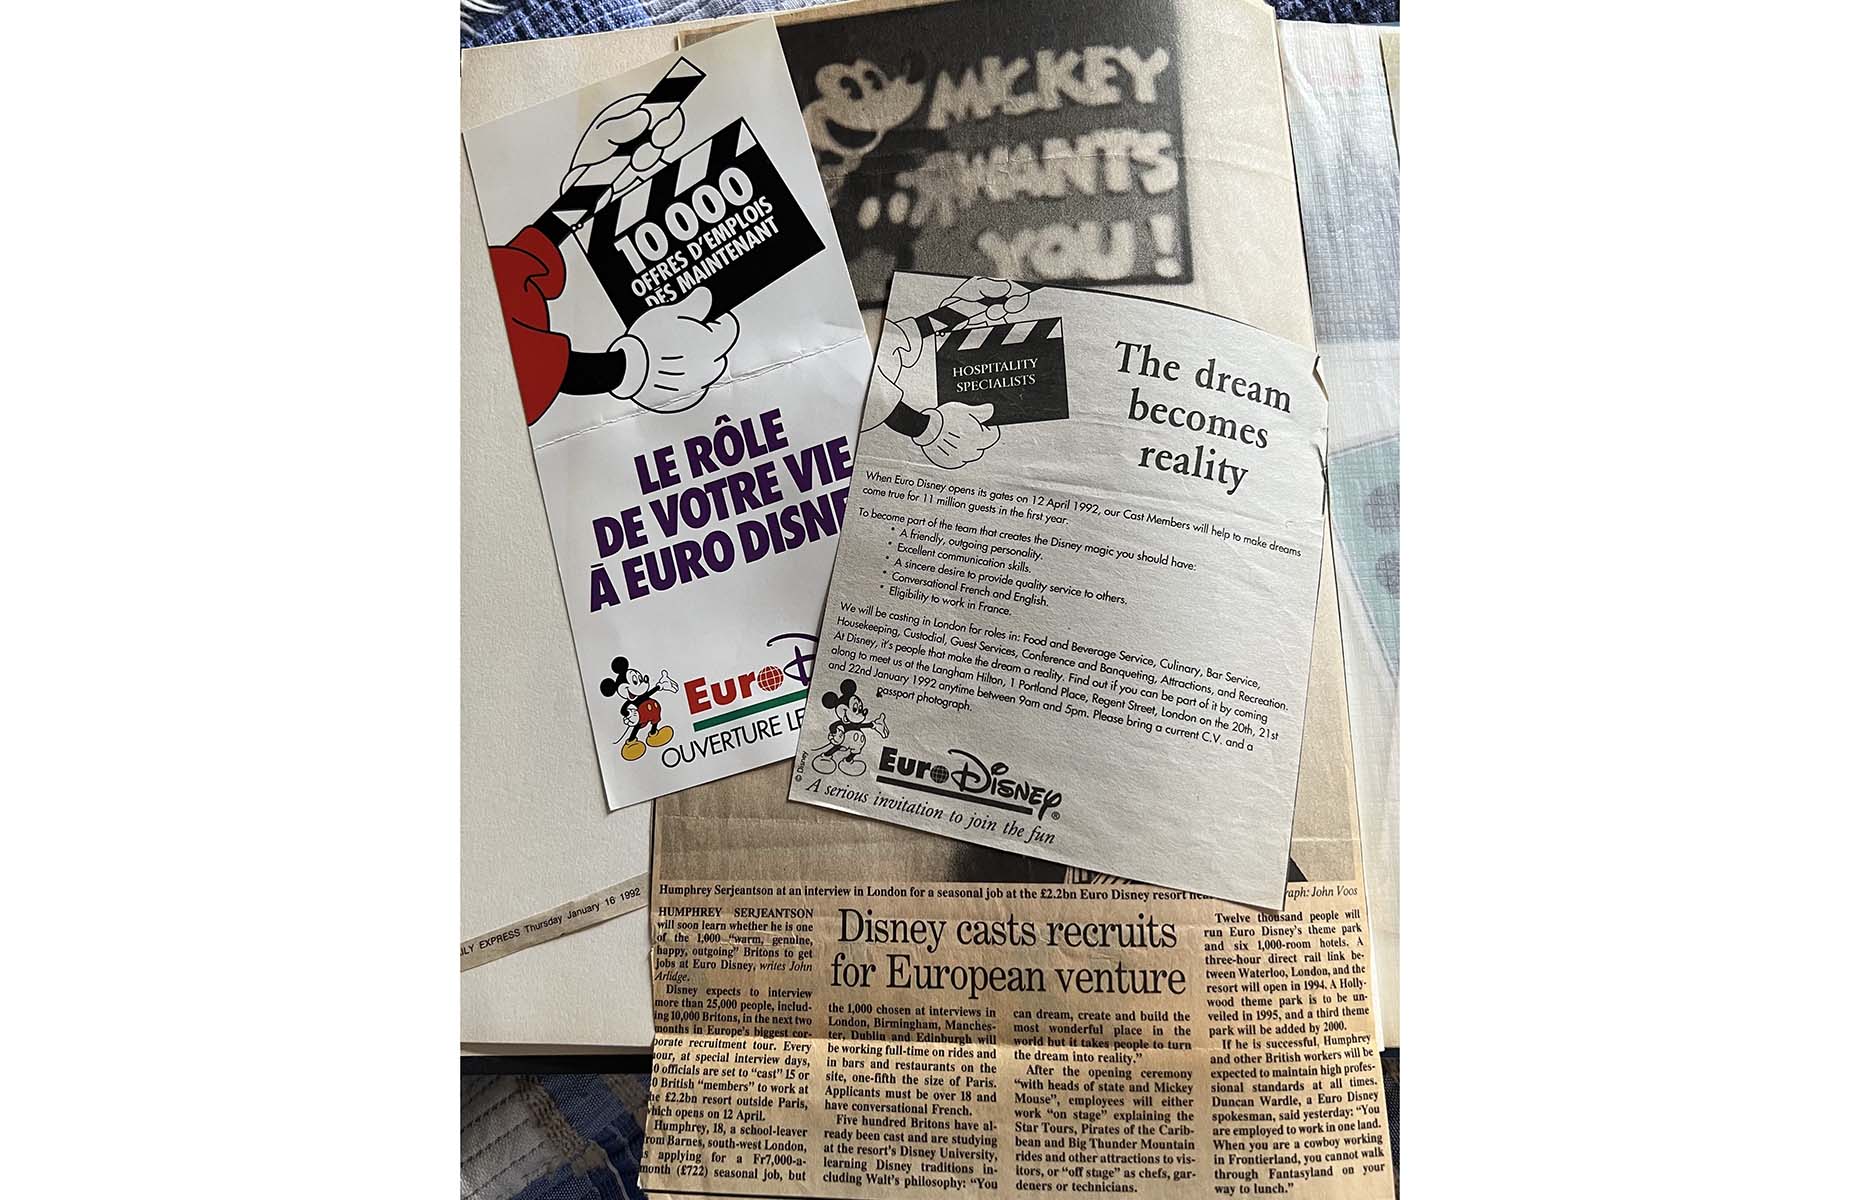 10000
OFFRES D'EMPLOIS
DÈS MAINTENANT
LE RÔLE
DE VOTRE VIE
À EURO DISN
Euro D
OUVERTURE LE
MICKEY
WANTS
YOU!
HOSPITALITY
SPECIALISTS
The dream
becomes
reality
When Euro Disney opens its gates on 12 April 1992, our Cast Members will help to make dreams
come true for 11 million guests in the first year.
To become part of the team that creates the Disney magic you should have:
* A friendly, outgoing personality.
* Excellent communication skills.
* A sincere desire to provide quality service to others.
* Conversational French and English.
* Eligibility to work in France.
We will be casting in London for roles in: Food and Beverage Service, Culinary, Bar Service,
Housekeeping, Custodial, Guest Services, Conference and Banqueting, Attractions, and Recreation.
At Disney, it's people that make the dream a reality. Find out if you can be part of it by coming
along to meet us at the Langham Hilton, 1 Portland Place, Regent Street, London on the 20th, 21st
and 22nd January 1992 anytime between 9am and 5pm. Please bring a current C.V. and a
passport photograph.
© Disney
Euro Disney®
A serious invitation to join the fun
LY EXPRESS Thursday January 16 1992
Humphrey Serjeantson at an interview in London for a seasonal job at the £2.2bn Euro Disney resort
raph: John Voos
Disney casts recruits
for European venture
HUMPHREY SERJEANTSON
will soon learn whether he is one
of the 1,000 "warm, genuine,
happy, outgoing" Britons to get
jobs at Euro Disney, writes John
Arlidge.
Disney expects to interview
more than 25,000 people, includ-
ing 10,000 Britons, in the next two
months in Europe's biggest cor-
porate recruitment tour. Every
our, at special interview days,
0 officials are set to "cast" 15 or
0 British "members" to work at
he £2.2bn resort outside Paris,
which opens on 12 April.
Humphrey, 18, a school-leaver
rom Barnes, south-west London,
s applying for a Fr7,000-a-
month (£722) seasonal job, but
the 1,000 chosen at interviews in
London, Birmingham, Manches-
ter, Dublin and Edinburgh will
be working full-time on rides and
in bars and restaurants on the
site, one-fifth the size of Paris.
Applicants must be over 18 and
have conversational French.
Five hundred Britons have al-
ready been cast and are studying
at the resort's Disney University,
learning Disney traditions in-
cluding Walt's philosophy: "You
can dream, create and build the
most wonderful place in the
world but it takes people to turn
the dream into reality."
After the opening ceremony
"with heads of state and Mickey
Mouse", employees will either
work "on stage" explaining the
Star Tours, Pirates of the Carib-
bean and Big Thunder Mountain
rides and other attractions to vis-
itors, or "off stage" as chefs, gar-
deners or technicians.
Twelve thousand people will
run Euro Disney's theme park
and six 1,000-room hotels. A
three-hour direct rail link be-
tween Waterloo, London, and the
resort will open in 1994. A Holly-
wood theme park is to be un-
veiled in 1995, and a third theme
park will be added by 2000.
If he is successful, Humphrey
and other British workers will be
expected to maintain high profes-
sional standards at all times.
Duncan Wardle, a Euro Disney
spokesman, said yesterday: "You
are employed to work in one land.
When you are a cowboy working
in Frontierland, you cannot walk
through Fantasyland on your
way to lunch."